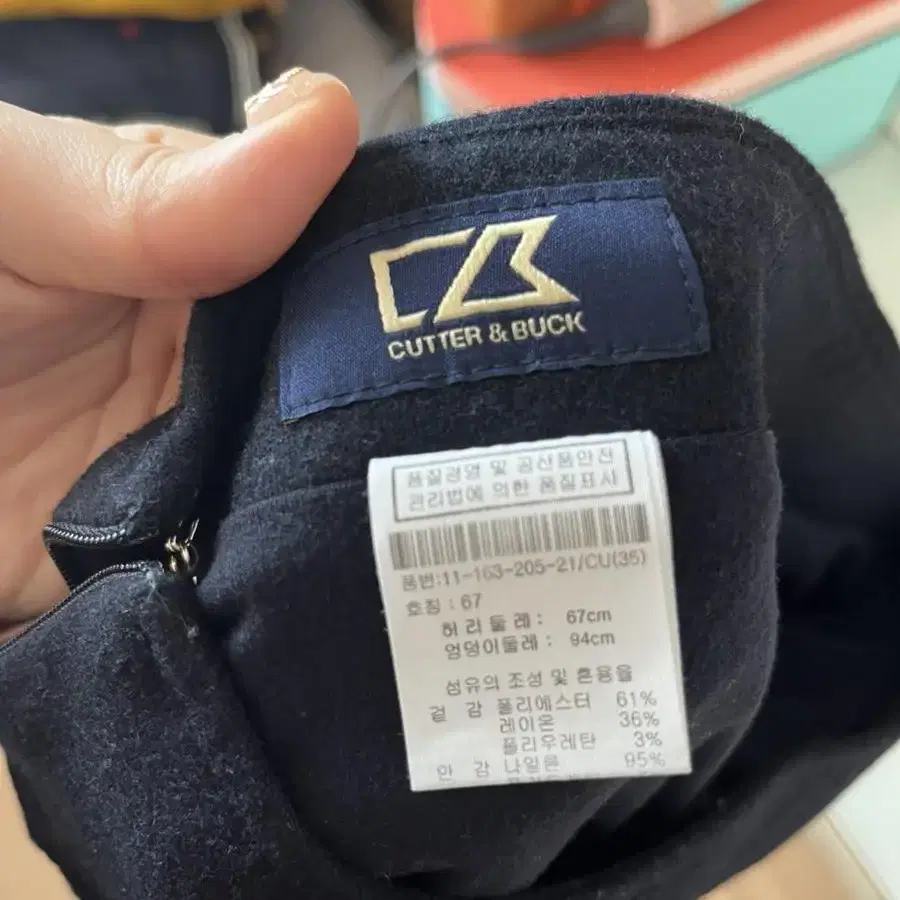 CUTTER & BUCK
품질경영 및 공산품안전
관리법에 의한 품질표시
품번:11-163-205-21/CU(35)
호칭 : 67
허리둘레 : 67cm
엉덩이둘레 : 94cm
섬유의 조성 및 혼용율
겉 감 폴리에스터 61%
레이온 36%
폴리우레탄 3%
안 감 나일론 95%